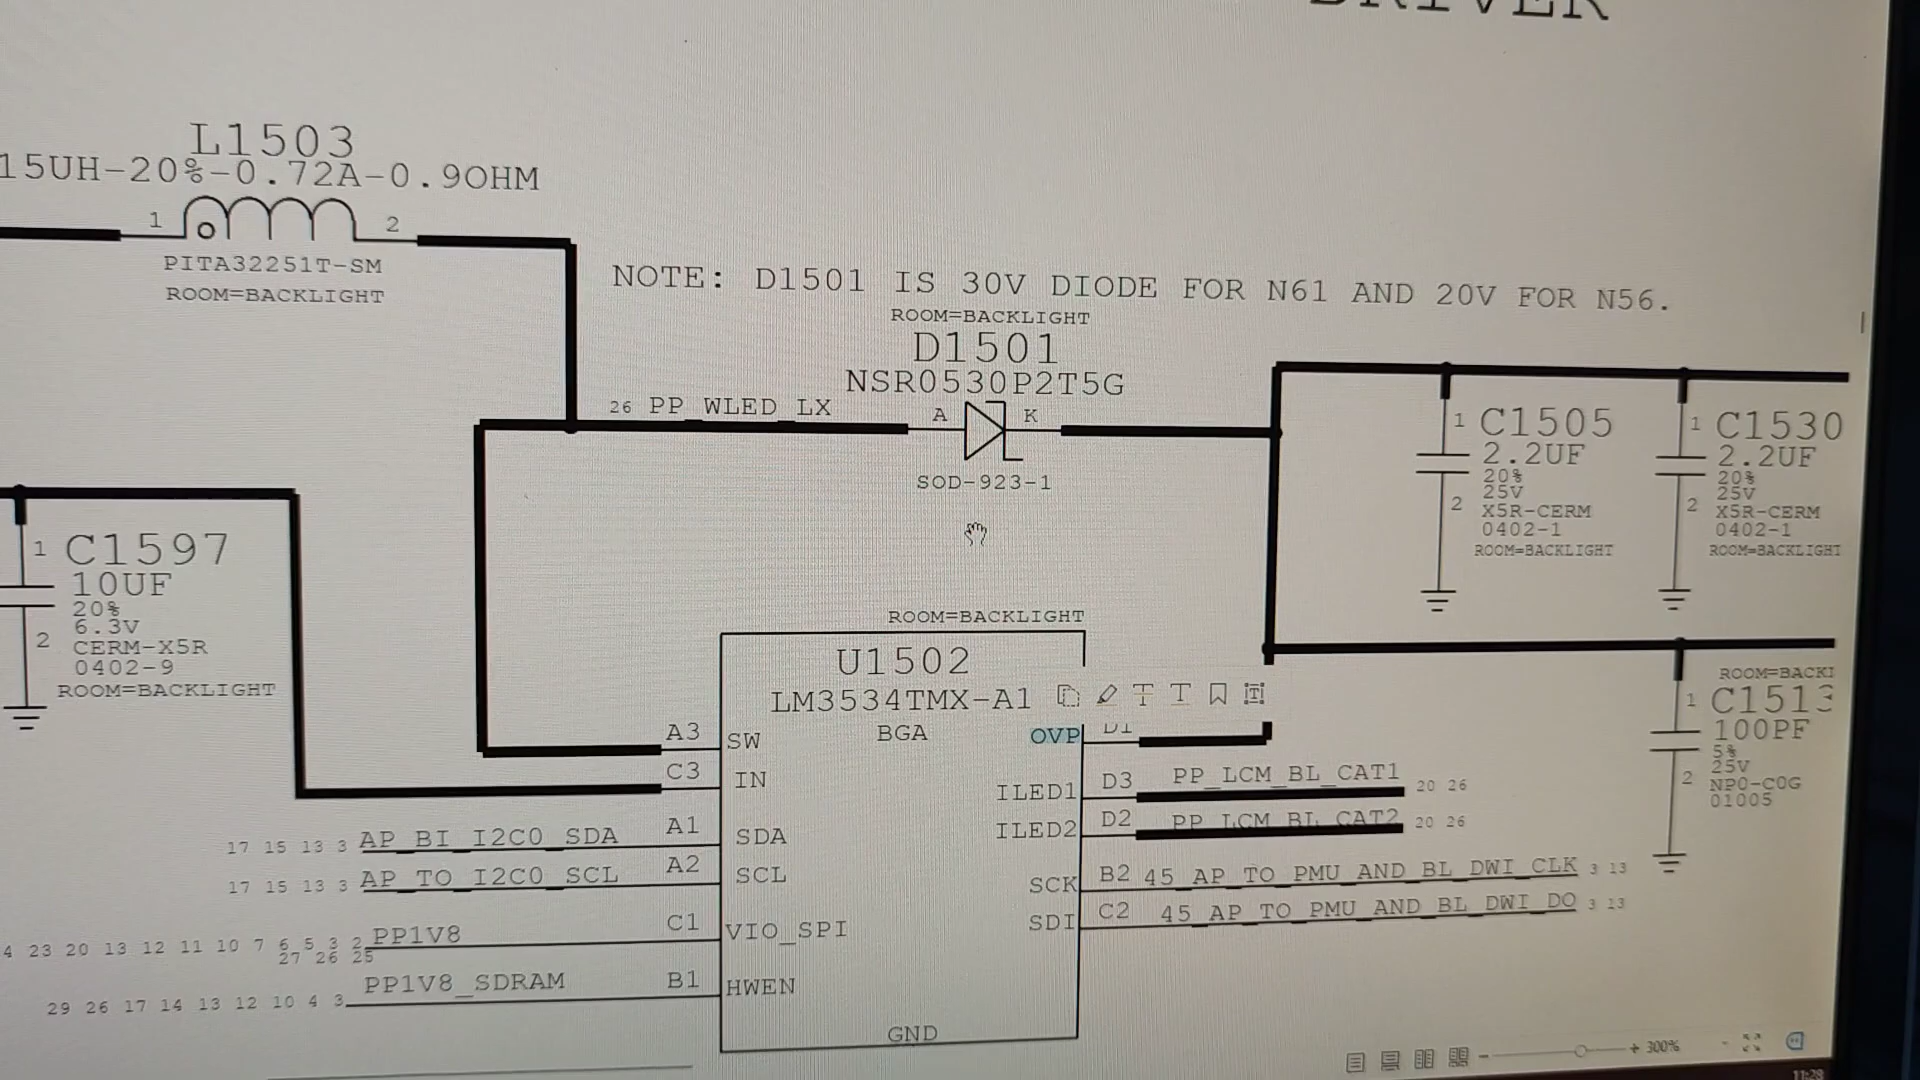 DRIVER
L1503
15UH-20%-0.72A-0.9OHM
1
2
PITA32251T-SM
ROOM=BACKLIGHT
NOTE: D1501 IS 30V DIODE FOR N61 AND 20V FOR N56.
ROOM=BACKLIGHT
D1501
NSR0530P2T5G
26 PP_WLED_LX
A
K
SOD-923-1
1
C1505
2.2UF
20%
25V
2
X5R-CERM
0402-1
ROOM=BACKLIGHT
1
C1530
2.2UF
20%
25V
2
X5R-CERM
0402-1
ROOM=BACKLIGHT
1
C1597
10UF
20%
6.3V
2
CERM-X5R
0402-9
ROOM=BACKLIGHT
ROOM=BACKLIGHT
U1502
LM3534TMX-A1
BGA
A3
SW
C3
IN
17 15 13 3 AP_BI_I2C0_SDA
A1
SDA
17 15 13 3 AP_TO_I2C0_SCL
A2
SCL
4 23 20 13 12 11 10 7 6 5 3 2 PP1V8
27 26 25
C1
VIO_SPI
29 26 17 14 13 12 10 4 3 PP1V8_SDRAM
B1
HWEN
GND
OVP
D1
ILED1
D3
PP_LCM_BL_CAT1
20 26
ILED2
D2
PP_LCM_BL_CAT2
20 26
SCK
B2
45_AP_TO_PMU_AND_BL_DWI_CLK
3 13
SDI
C2
45_AP_TO_PMU_AND_BL_DWI_DO
3 13
ROOM=BACKI
1
C1513
100PF
5%
25V
2
NP0-C0G
01005
300%
11:28